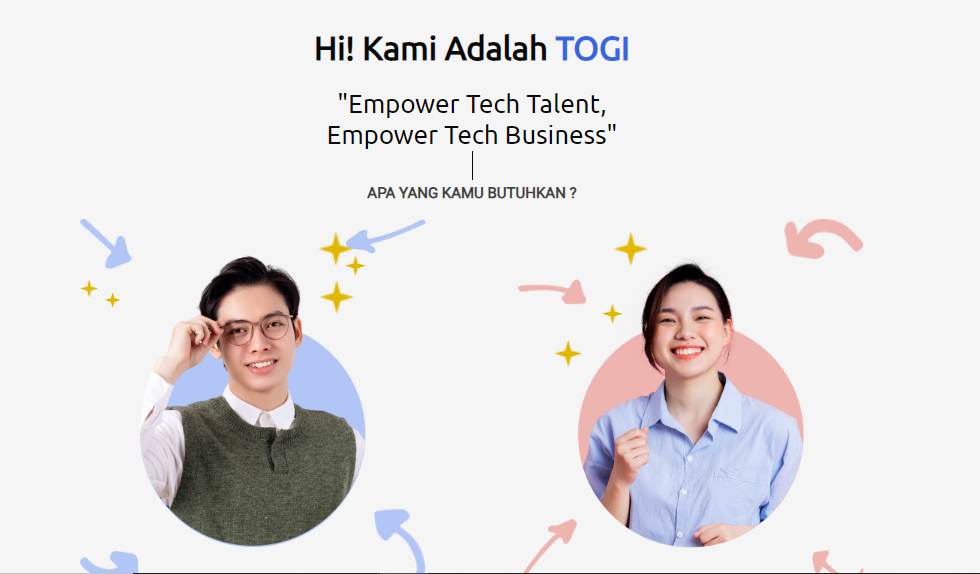 Hi! Kami Adalah TOGI
"Empower Tech Talent,
Empower Tech Business"
APA YANG KAMU BUTUHKAN ?